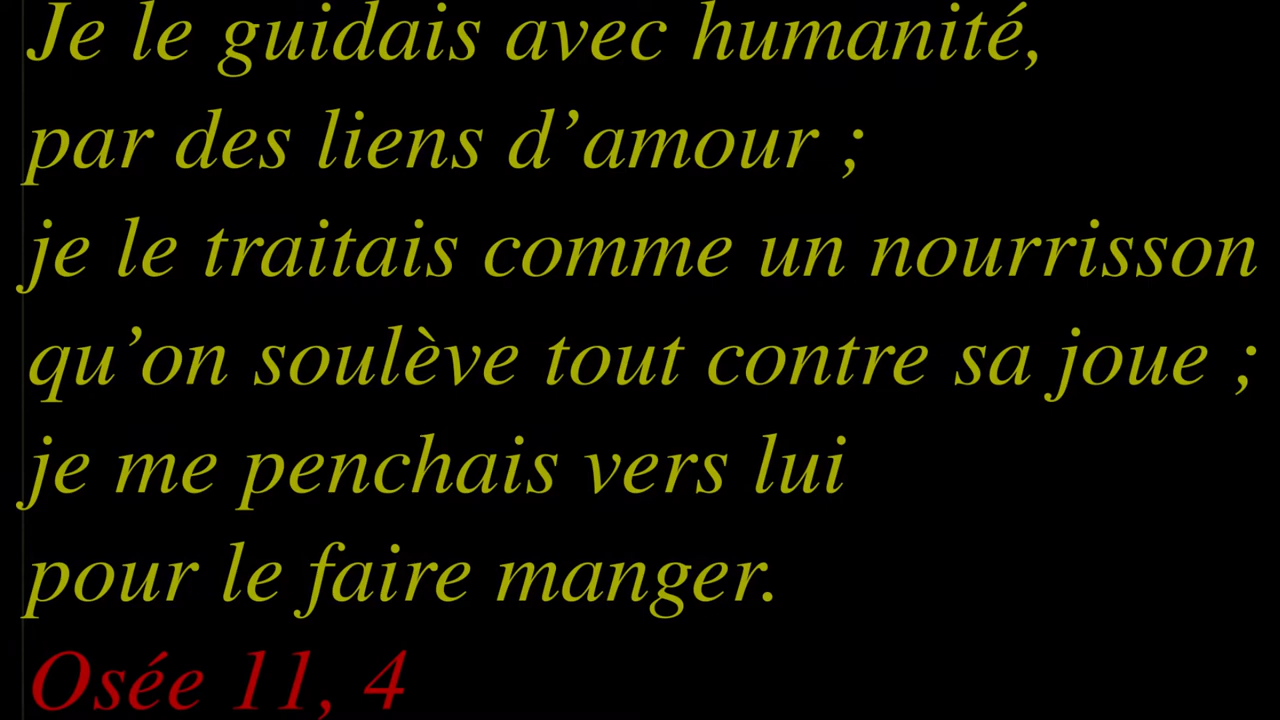 Je le guidais avec humanité,
par des liens d’amour ;
je le traitais comme un nourrisson
qu’on soulève tout contre sa joue ;
je me penchais vers lui
pour le faire manger.
Osée 11, 4